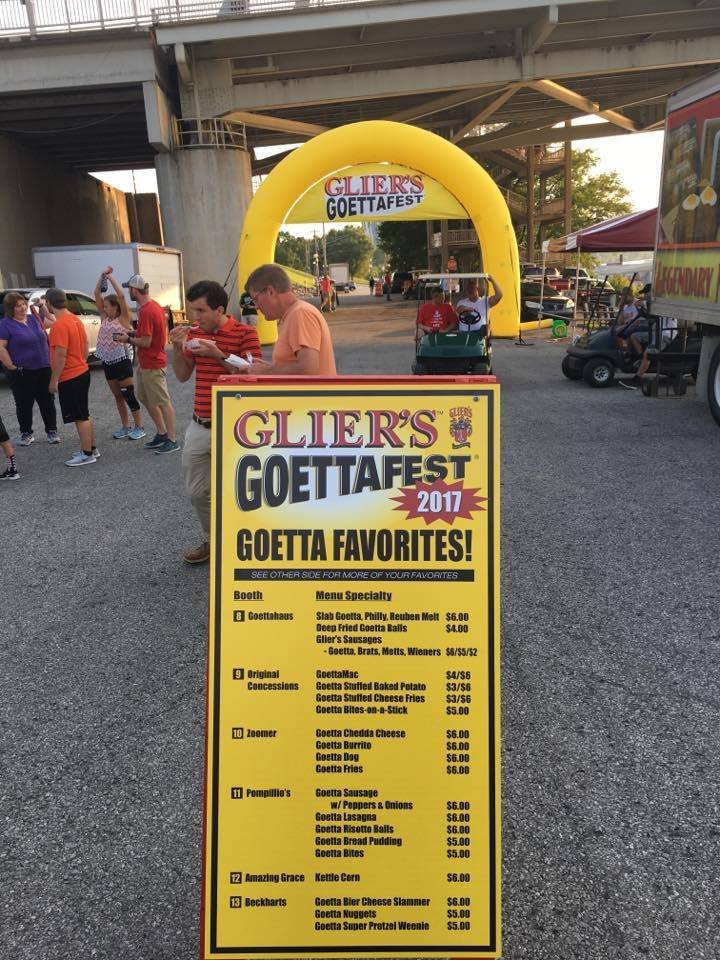 GLIER'S
GOETTAFEST
LEGENDARY
GLIER'S™ GLIER'S
GOETTAFEST®
2017
GOETTA FAVORITES!
SEE OTHER SIDE FOR MORE OF YOUR FAVORITES
Booth Menu Specialty
8 Goettahaus Slab Goetta, Philly, Reuben Melt $6.00
Deep Fried Goetta Balls $4.00
Glier's Sausages
- Goetta, Brats, Metts, Wieners $6/$5/$2
9 Original GoettaMac $4/$6
Concessions Goetta Stuffed Baked Potato $3/$6
Goetta Stuffed Cheese Fries $3/$6
Goetta Bites-on-a-Stick $5.00
10 Zoomer Goetta Chedda Cheese $6.00
Goetta Burrito $6.00
Goetta Dog $6.00
Goetta Fries $6.00
11 Pompilio's Goetta Sausage
w/ Peppers & Onions $6.00
Goetta Lasagna $6.00
Goetta Risotto Balls $6.00
Goetta Bread Pudding $5.00
Goetta Bites $5.00
12 Amazing Grace Kettle Corn $6.00
13 Beckharts Goetta Bier Cheese Slammer $6.00
Goetta Nuggets $5.00
Goetta Super Pretzel Weenie $5.00